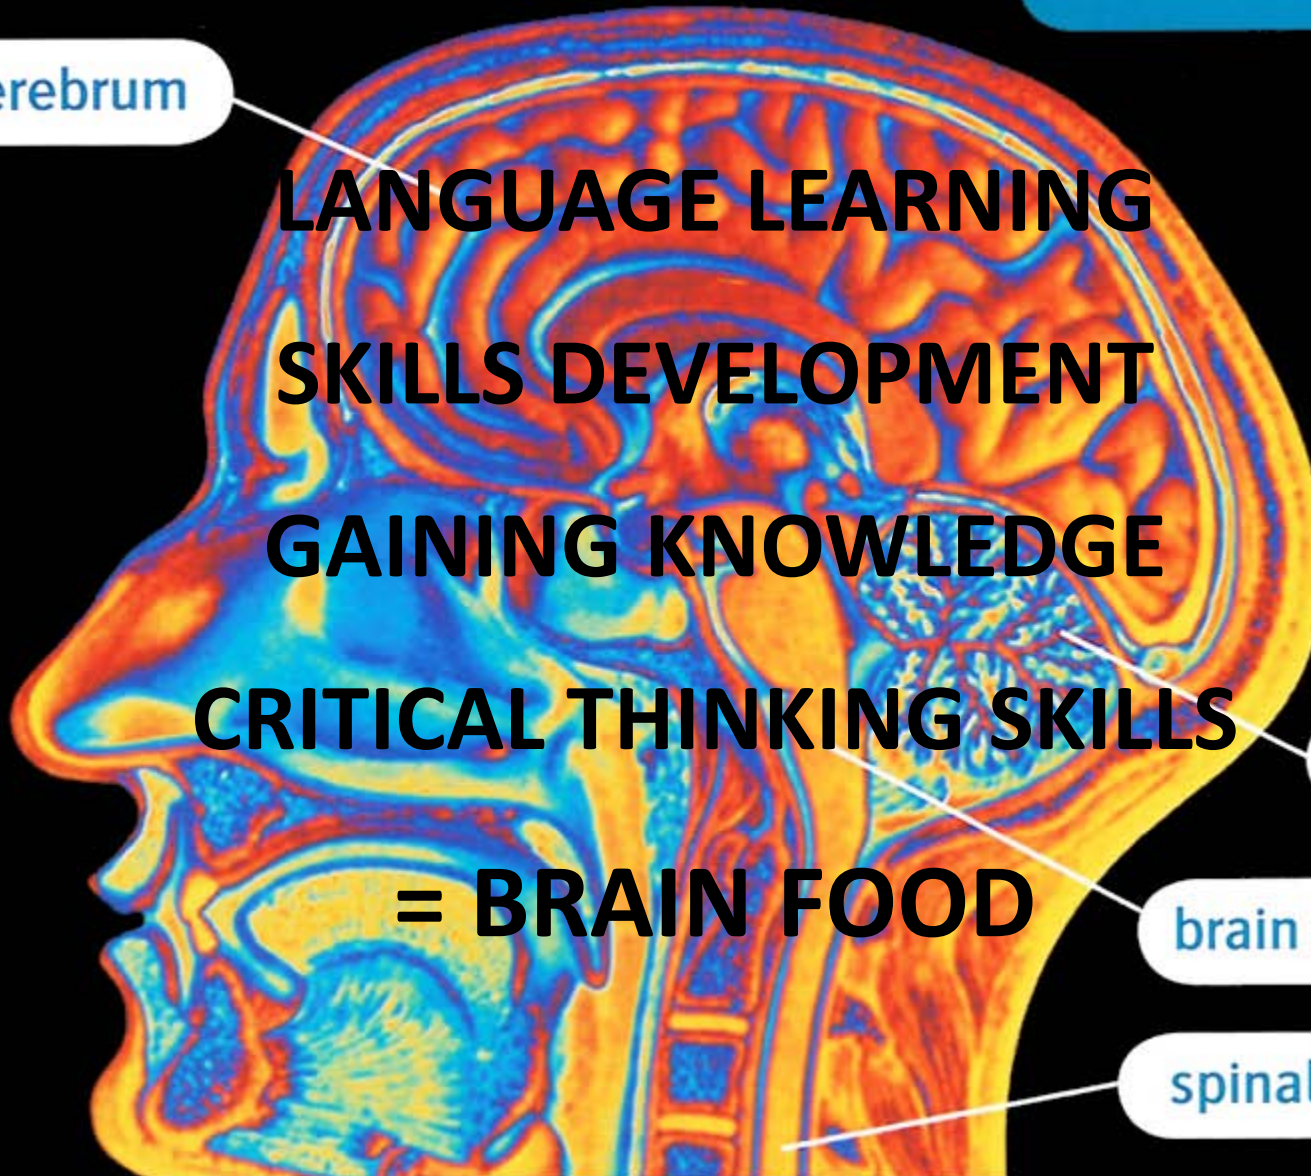 erebrum
LANGUAGE LEARNING
SKILLS DEVELOPMENT
GAINING KNOWLEDGE
CRITICAL THINKING SKILLS
= BRAIN FOOD
brain
spinal